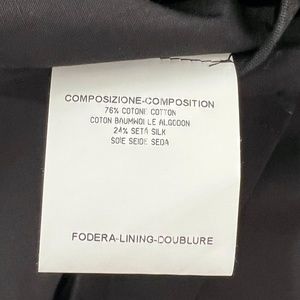 COMPOSIZIONE-COMPOSITION
76% COTONE COTTON
COTON BAUMWOLLE ALGODON
24% SETA SILK
SOIE SEIDE SEDA
FODERA-LINING-DOUBLURE